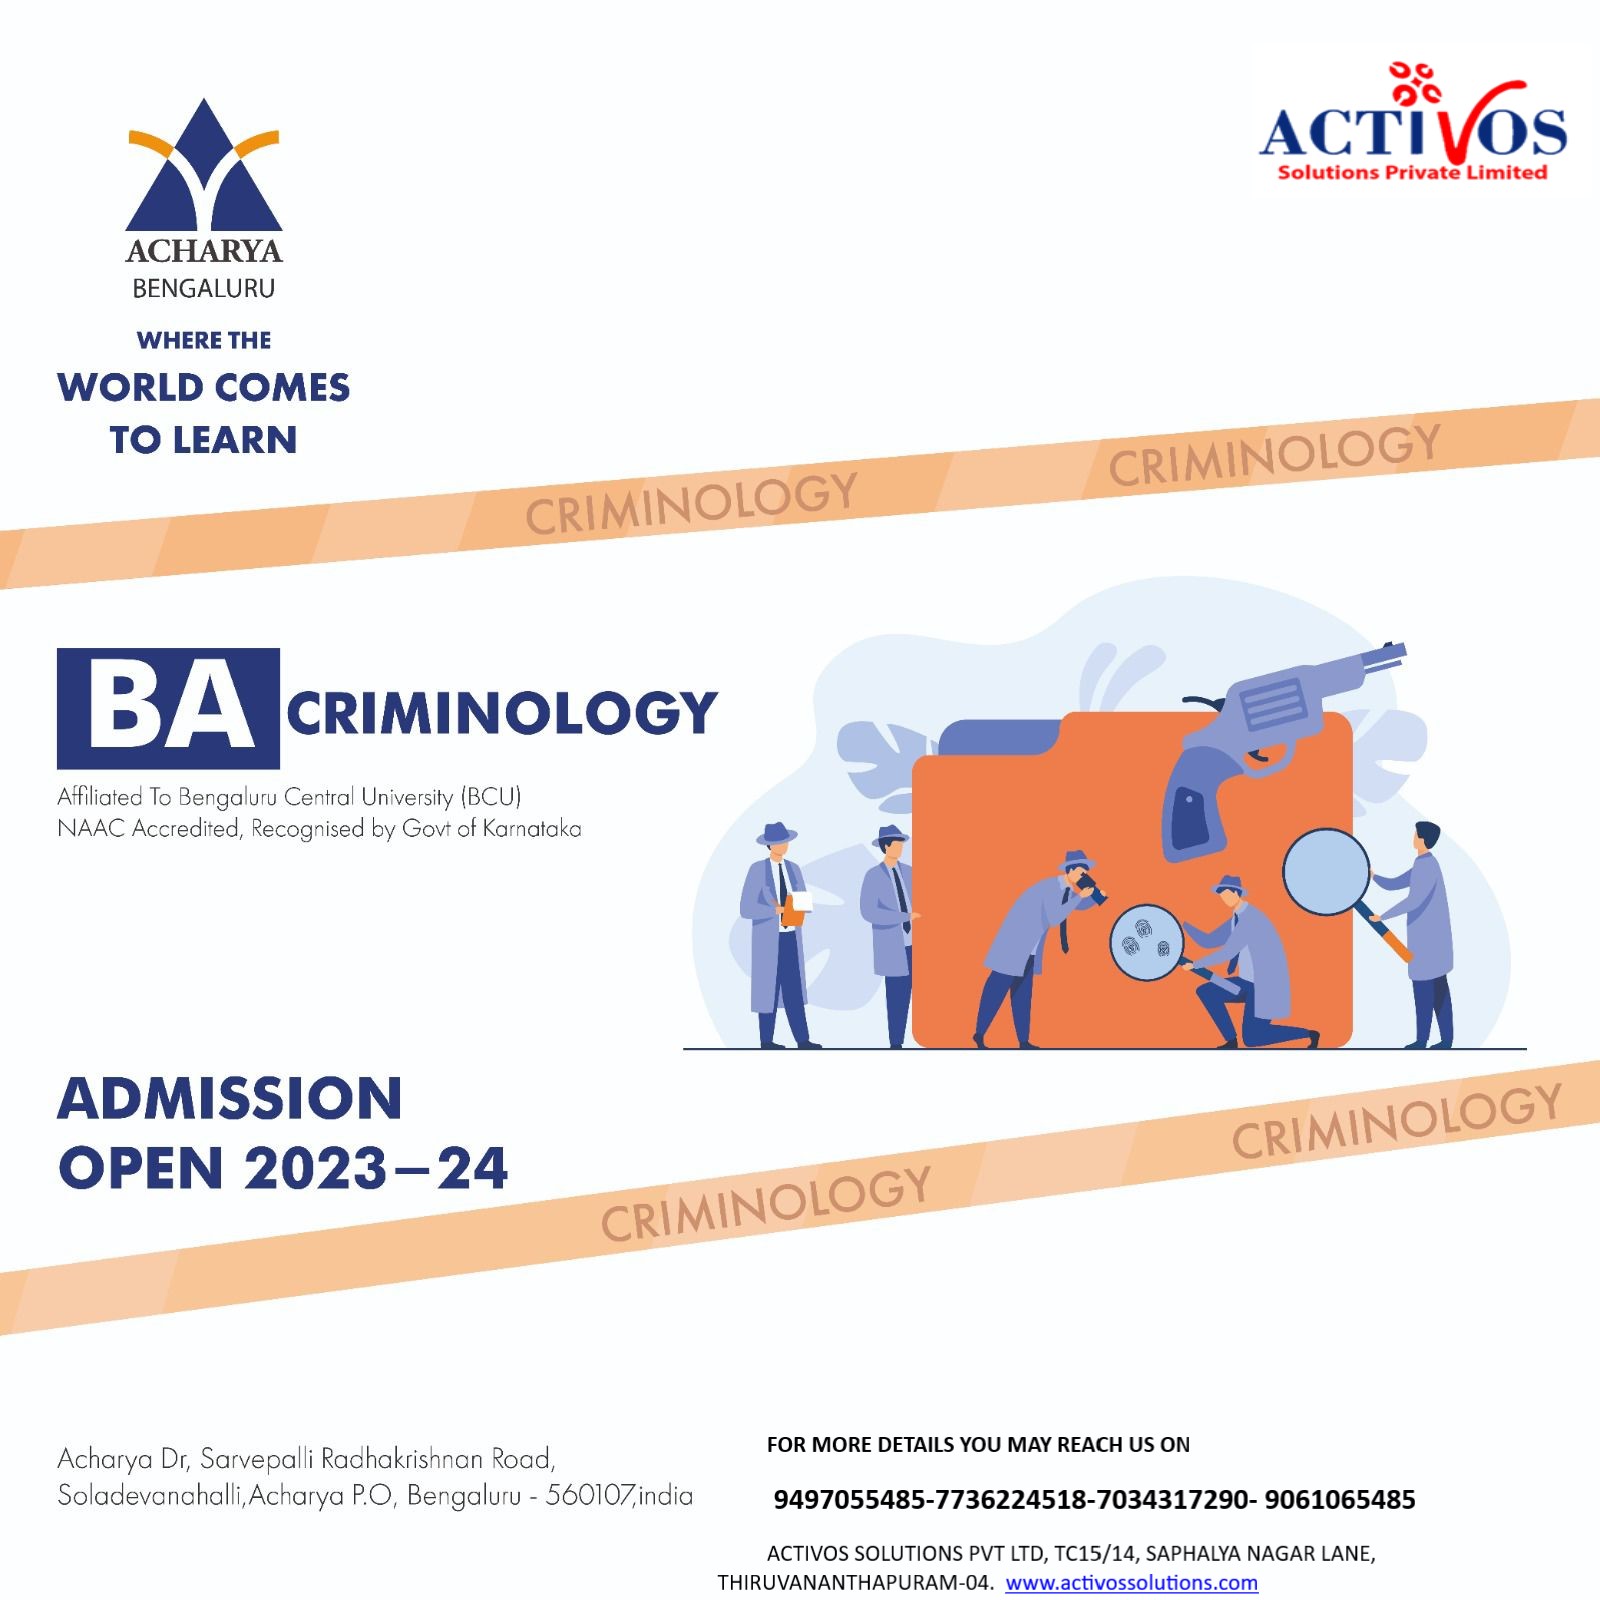 ACHARYA
BENGALURU
WHERE THE
WORLD COMES
TO LEARN
ACTIVOS
Solutions Private Limited
CRIMINOLOGY
CRIMINOLOGY
BA CRIMINOLOGY
Affiliated To Bengaluru Central University (BCU)
NAAC Accredited, Recognised by Govt of Karnataka
ADMISSION
OPEN 2023–24
CRIMINOLOGY
CRIMINOLOGY
Acharya Dr, Sarvepalli Radhakrishnan Road,
Soladevanahalli,Acharya P.O, Bengaluru - 560107,india
FOR MORE DETAILS YOU MAY REACH US ON
9497055485-7736224518-7034317290- 9061065485
ACTIVOS SOLUTIONS PVT LTD, TC15/14, SAPHALYA NAGAR LANE,
THIRUVANANTHAPURAM-04. www.activossolutions.com